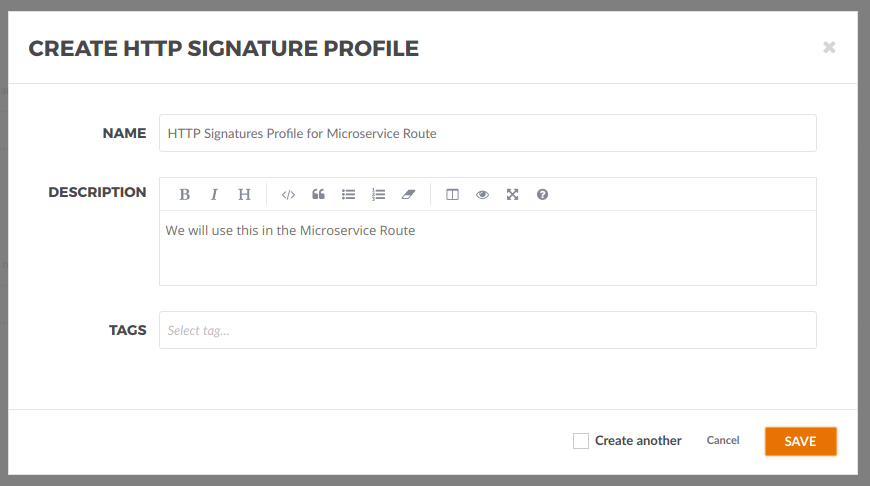 CREATE HTTP SIGNATURE PROFILE
NAME
HTTP Signatures Profile for Microservice Route
DESCRIPTION
B I H
We will use this in the Microservice Route
TAGS
Select tag...
Create another Cancel SAVE